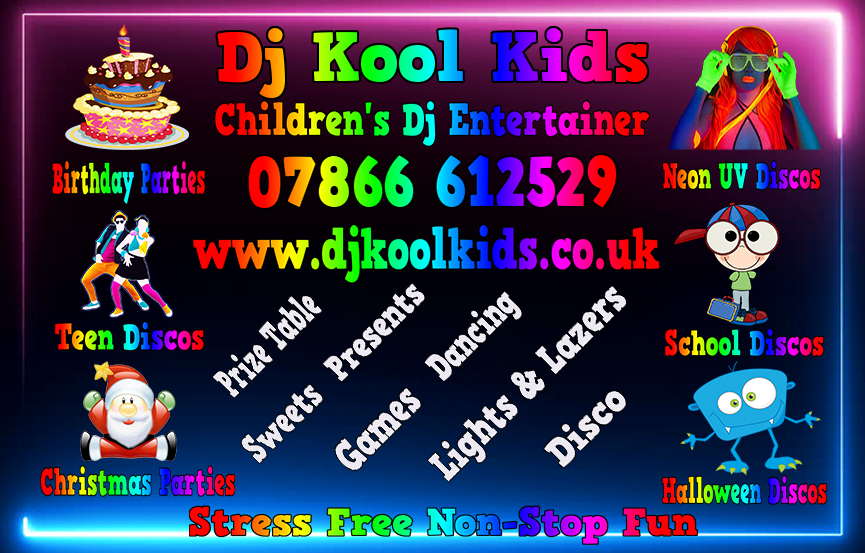 Dj Kool Kids
Children's Dj Entertainer
07866 612529
www.djkoolkids.co.uk
Birthday Parties
Neon UV Discos
Teen Discos
School Discos
Christmas Parties
Halloween Discos
Prize Table
Sweets Presents
Games Dancing
Lights & Lazers
Disco
Stress Free Non-Stop Fun